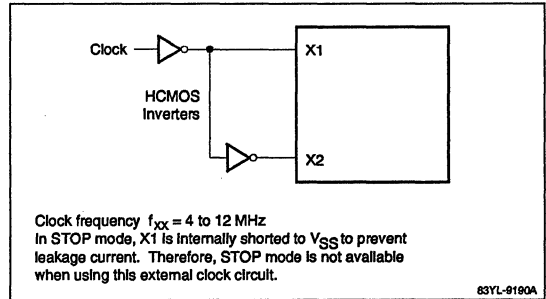 Clock
X1
HCMOS
Inverters
X2
Clock frequency fXX = 4 to 12 MHz
In STOP mode, X1 is internally shorted to VSS to prevent
leakage current. Therefore, STOP mode is not available
when using this external clock circuit.
83YL-9190A